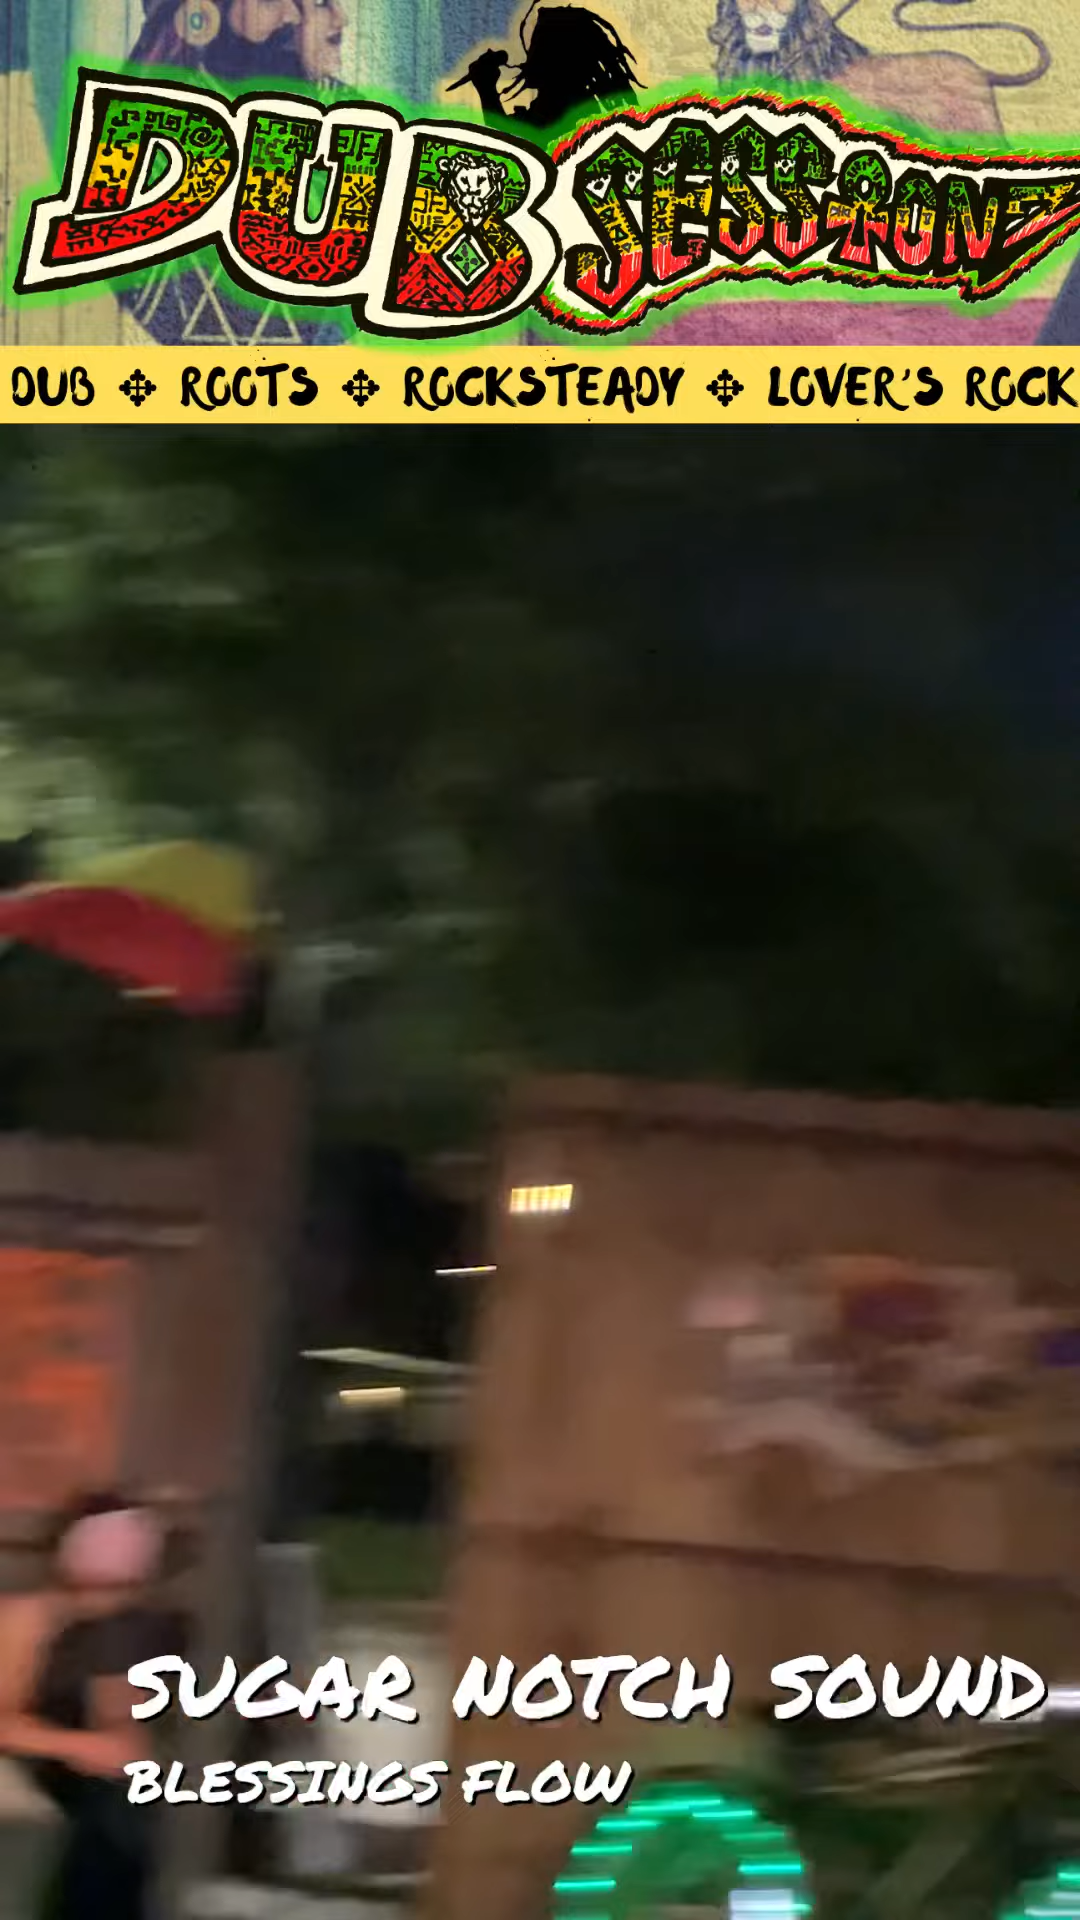 DUB SESSIONZ
DUB ROOTS ROCKSTEADY LOVER'S ROCK
SUGAR NOTCH SOUND
BLESSINGS FLOW